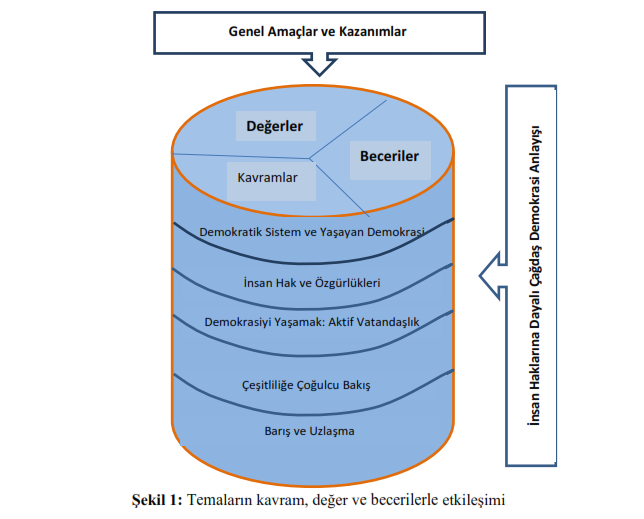 Genel Amaçlar ve Kazanımlar
Değerler
Beceriler
Kavramlar
Demokratik Sistem ve Yaşayan Demokrasi
İnsan Hak ve Özgürlükleri
Demokrasiyi Yaşamak: Aktif Vatandaşlık
Çeşitliliğe Çoğulcu Bakış
Barış ve Uzlaşma
İnsan Haklarına Dayalı Çağdaş Demokrasi Anlayışı
Şekil 1: Temaların kavram, değer ve becerilerle etkileşimi